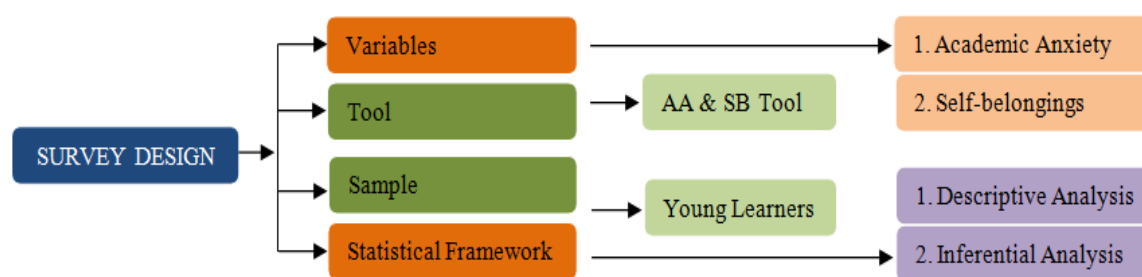 SURVEY DESIGN
Variables
Tool
Sample
Statistical Framework
AA & SB Tool
Young Learners
1. Academic Anxiety
2. Self-belongings
1. Descriptive Analysis
2. Inferential Analysis